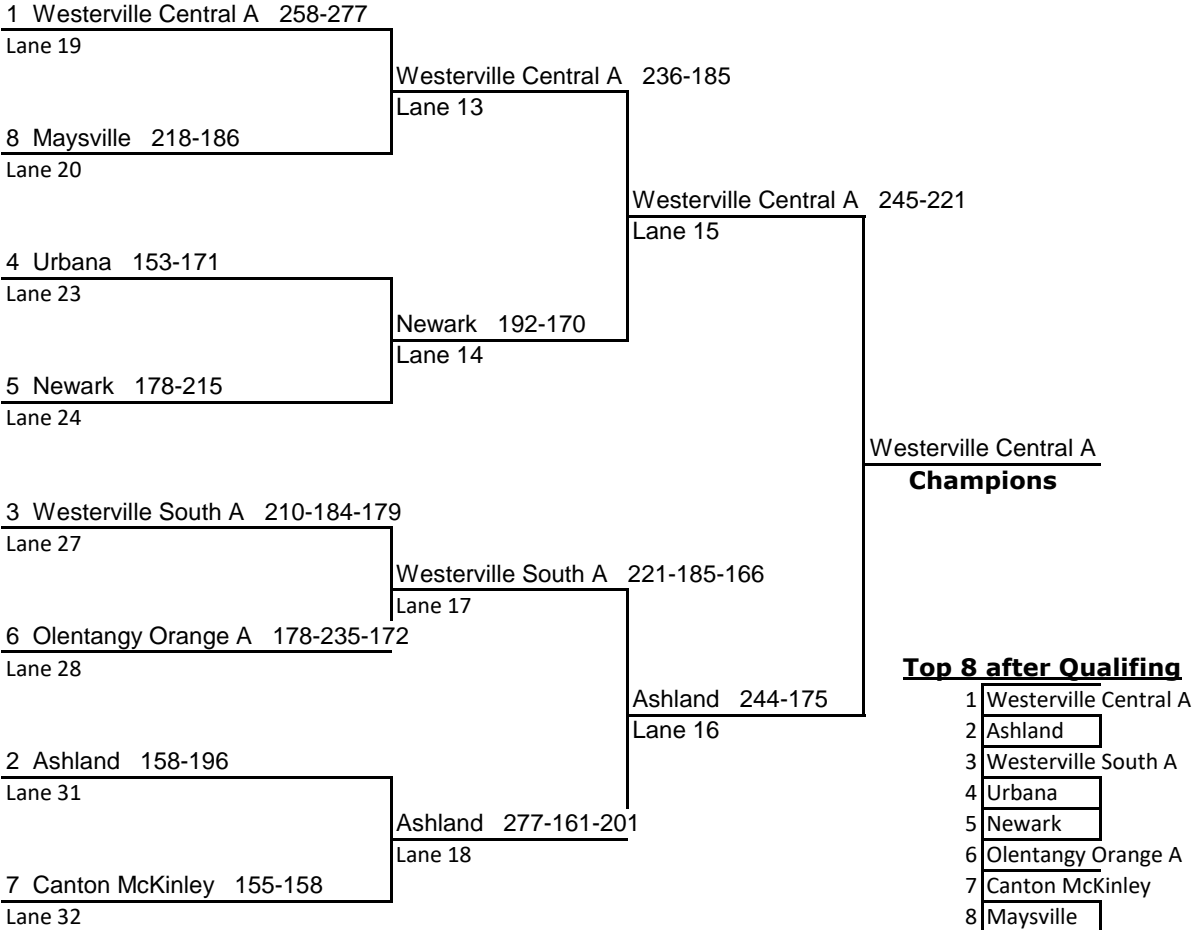 1 Westerville Central A 258-277
Lane 19
Westerville Central A 236-185
Lane 13
8 Maysville 218-186
Lane 20
Westerville Central A 245-221
Lane 15
4 Urbana 153-171
Lane 23
Newark 192-170
Lane 14
5 Newark 178-215
Lane 24
Westerville Central A
Champions
3 Westerville South A 210-184-179
Lane 27
Westerville South A 221-185-166
Lane 17
6 Olentangy Orange A 178-235-172
Lane 28
Ashland 244-175
Lane 16
2 Ashland 158-196
Lane 31
Ashland 277-161-201
Lane 18
7 Canton McKinley 155-158
Lane 32
Top 8 after Qualifing
1 Westerville Central A
2 Ashland
3 Westerville South A
4 Urbana
5 Newark
6 Olentangy Orange A
7 Canton McKinley
8 Maysville